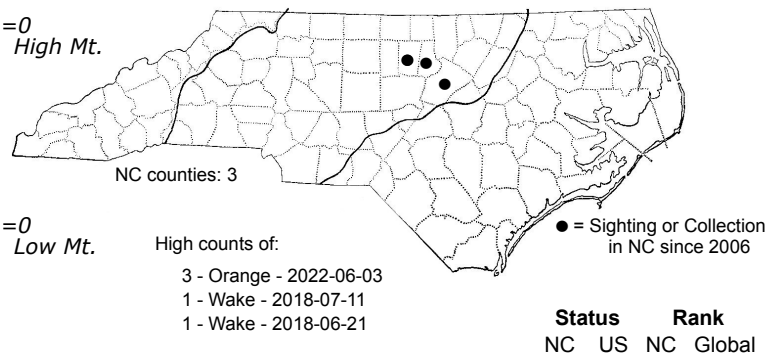 =0
High Mt.
NC counties: 3
=0
Low Mt.
High counts of:
3 - Orange - 2022-06-03
1 - Wake - 2018-07-11
1 - Wake - 2018-06-21
● = Sighting or Collection
in NC since 2006
Status Rank
NC US NC Global